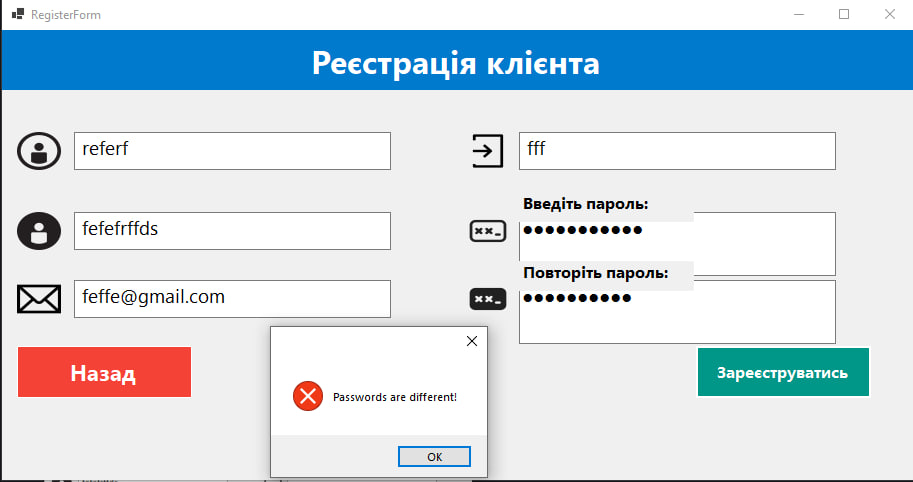 RegisterForm
Реєстрація клієнта
referf
fff
Введіть пароль:
fefefrffds
●●●●●●●●●●●
Повторіть пароль:
feffe@gmail.com
●●●●●●●●●●
Назад
Зареєструватись
Passwords are different!
OK